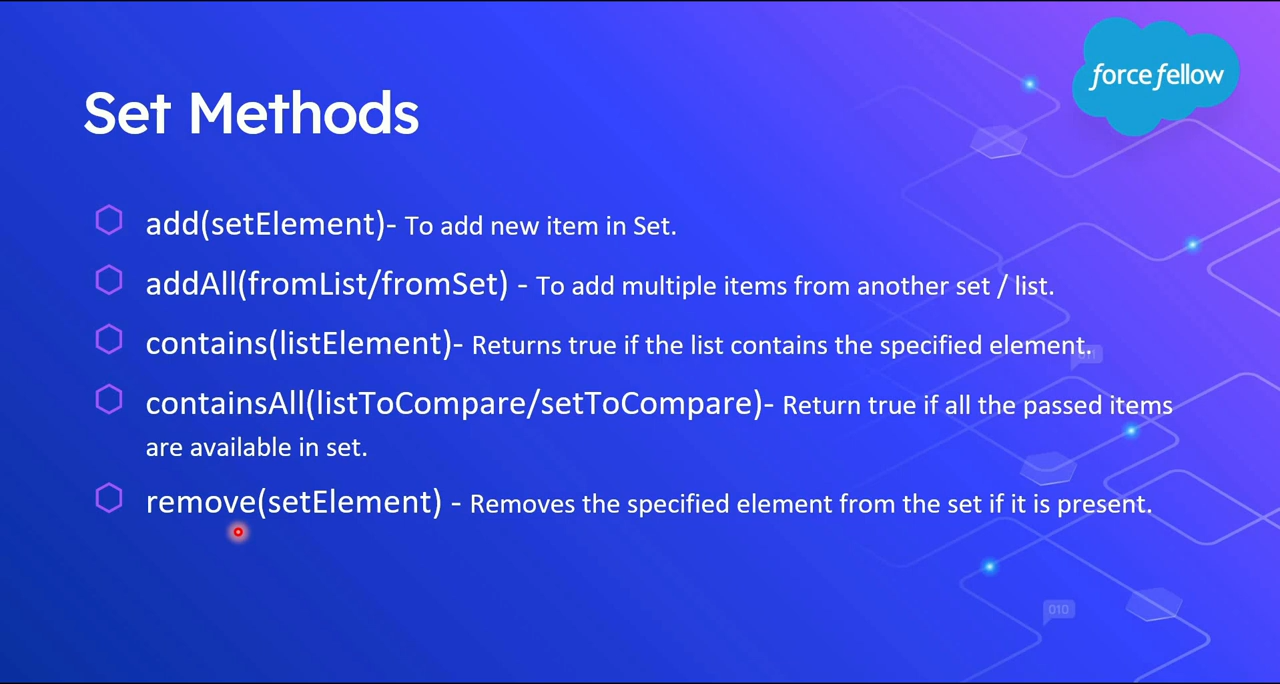 force fellow
Set Methods
add(setElement)- To add new item in Set.
addAll(fromList/fromSet) - To add multiple items from another set / list.
contains(listElement)- Returns true if the list contains the specified element.
containsAll(listToCompare/setToCompare)- Return true if all the passed items
are available in set.
remove(setElement) - Removes the specified element from the set if it is present.
010